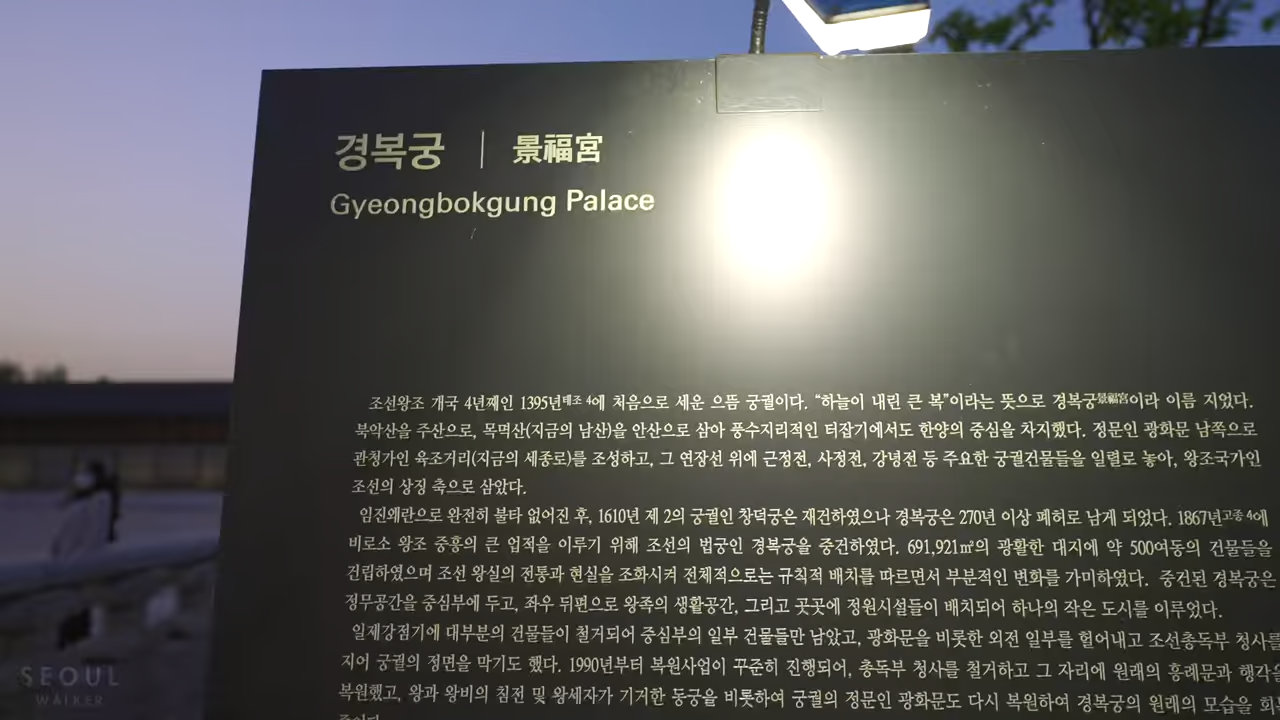 경복궁 | 景福宮
Gyeongbokgung Palace
조선왕조 개국 4년째인 1395년태조 4에 처음으로 세운 으뜸 궁궐이다. “하늘이 내린 큰 복”이라는 뜻으로 경복궁景福宮이라 이름 지었다.
북악산을 주산으로, 목멱산(지금의 남산)을 안산으로 삼아 풍수지리적인 터잡기에서도 한양의 중심을 차지했다. 정문인 광화문 남쪽으로
관청가인 육조거리(지금의 세종로)를 조성하고, 그 연장선 위에 근정전, 사정전, 강녕전 등 주요한 궁궐건물들을 일렬로 놓아, 왕조국가인
조선의 상징 축으로 삼았다.
임진왜란으로 완전히 불타 없어진 후, 1610년 제 2의 궁궐인 창덕궁은 재건하였으나 경복궁은 270년 이상 폐허로 남게 되었다. 1867년고종 4에
비로소 왕조 중흥의 큰 업적을 이루기 위해 조선의 법궁인 경복궁을 중건하였다. 691,921㎡의 광활한 대지에 약 500여동의 건물들을
건립하였으며 조선 왕실의 전통과 현실을 조화시켜 전체적으로는 규칙적 배치를 따르면서 부분적인 변화를 가미하였다. 중건된 경복궁은
정무공간을 중심부에 두고, 좌우 뒤편으로 왕족의 생활공간, 그리고 곳곳에 정원시설들이 배치되어 하나의 작은 도시를 이루었다.
일제강점기에 대부분의 건물들이 철거되어 중심부의 일부 건물들만 남았고, 광화문을 비롯한 외전 일부를 헐어내고 조선총독부 청사를
지어 궁궐의 정면을 막기도 했다. 1990년부터 복원사업이 꾸준히 진행되어, 총독부 청사를 철거하고 그 자리에 원래의 흥례문과 행각을
복원했고, 왕과 왕비의 침전 및 왕세자가 기거한 동궁을 비롯하여 궁궐의 정문인 광화문도 다시 복원하여 경복궁의 원래의 모습을
SEOUL
WALKER